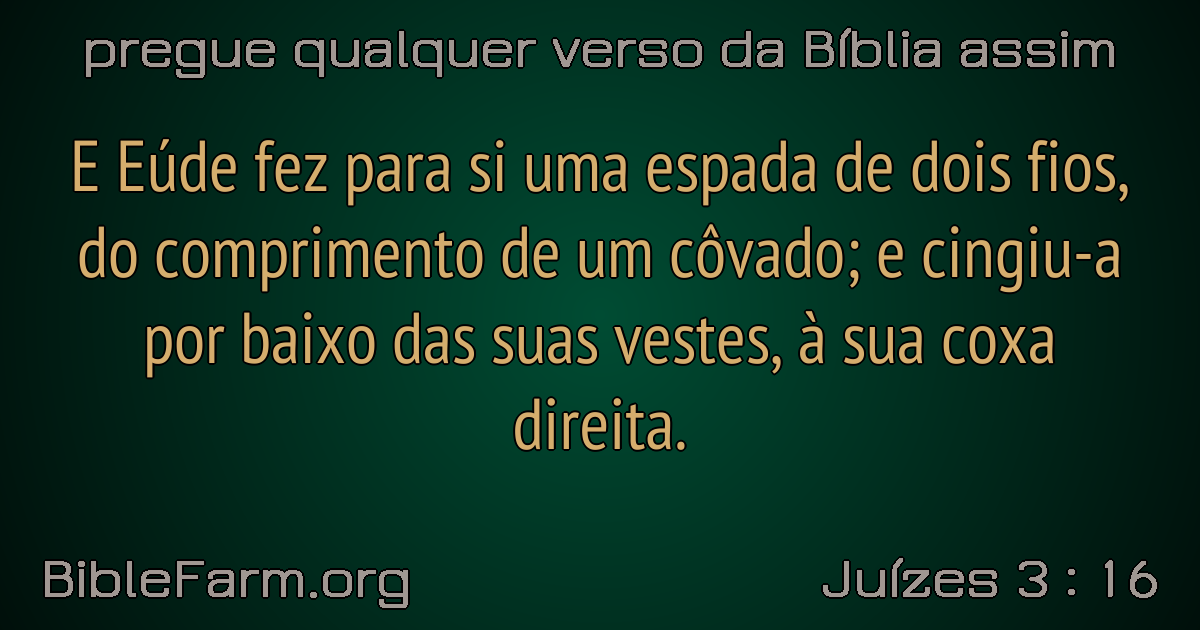 pregue qualquer verso da Bíblia assim
E Eúde fez para si uma espada de dois fios,
do comprimento de um côvado; e cingiu-a
por baixo das suas vestes, à sua coxa
direita.
BibleFarm.org
Juízes 3 : 16